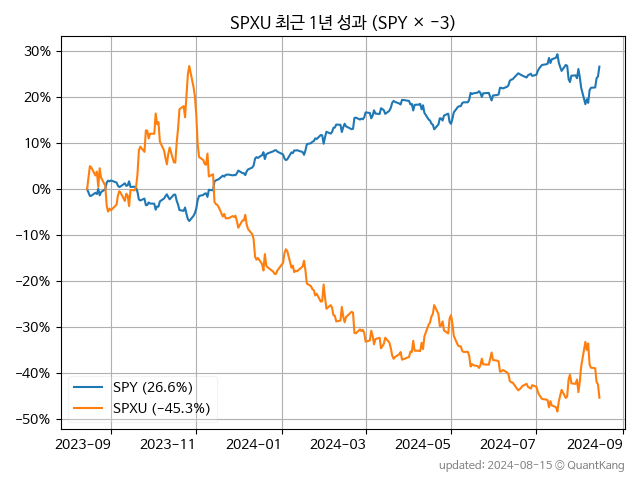 SPXU 최근 1년 성과 (SPY × −3)
30%
20%
10%
0%
−10%
−20%
−30%
−40%
−50%
SPY (26.6%)
SPXU (−45.3%)
2023-09 2023-11 2024-01 2024-03 2024-05 2024-07 2024-09
updated: 2024-08-15 ⓒ QuantKang